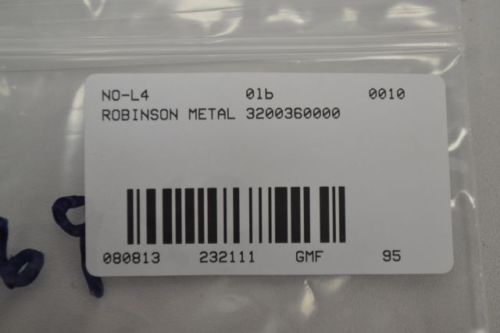 NO-L4 01b 0010
ROBINSON METAL 3200360000
080813 232111 GMF 95